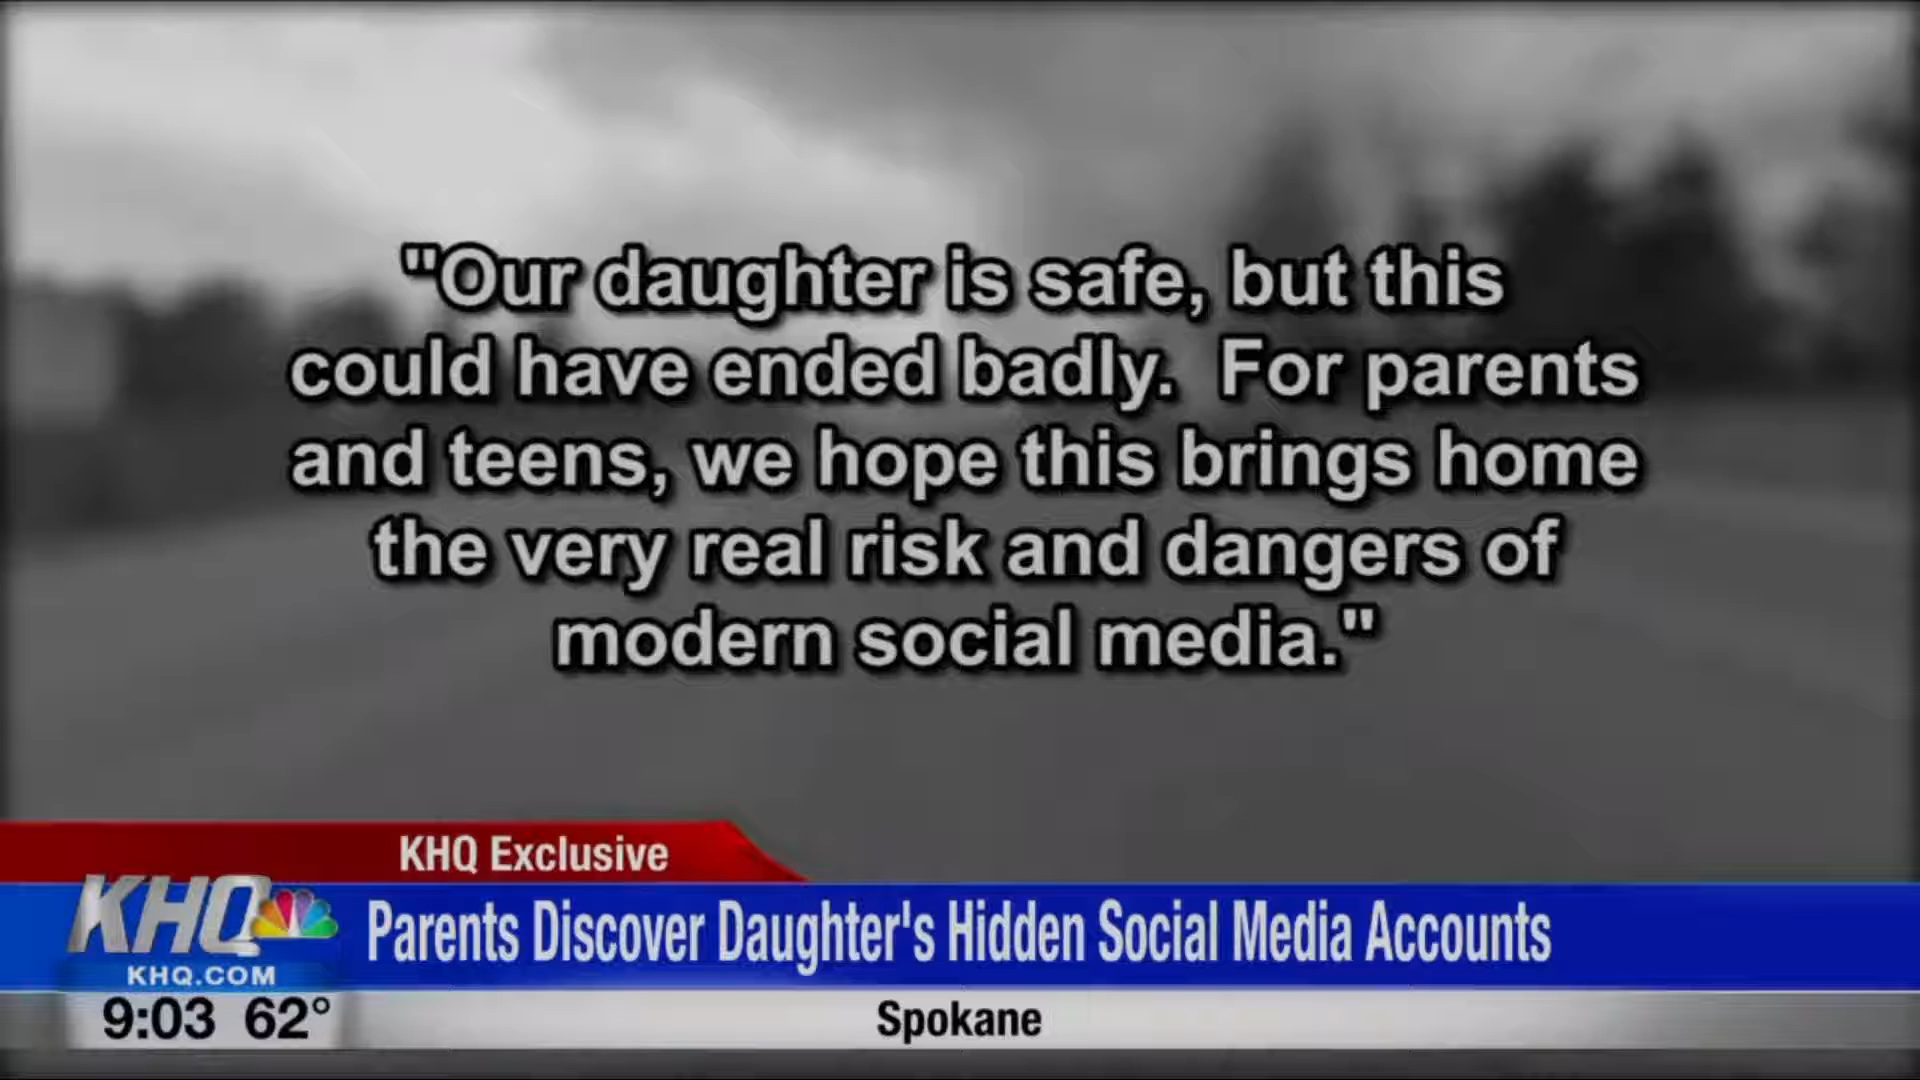 "Our daughter is safe, but this
could have ended badly. For parents
and teens, we hope this brings home
the very real risk and dangers of
modern social media."
KHQ Exclusive
KHQ
Parents Discover Daughter's Hidden Social Media Accounts
KHQ.COM
9:03 62°
Spokane